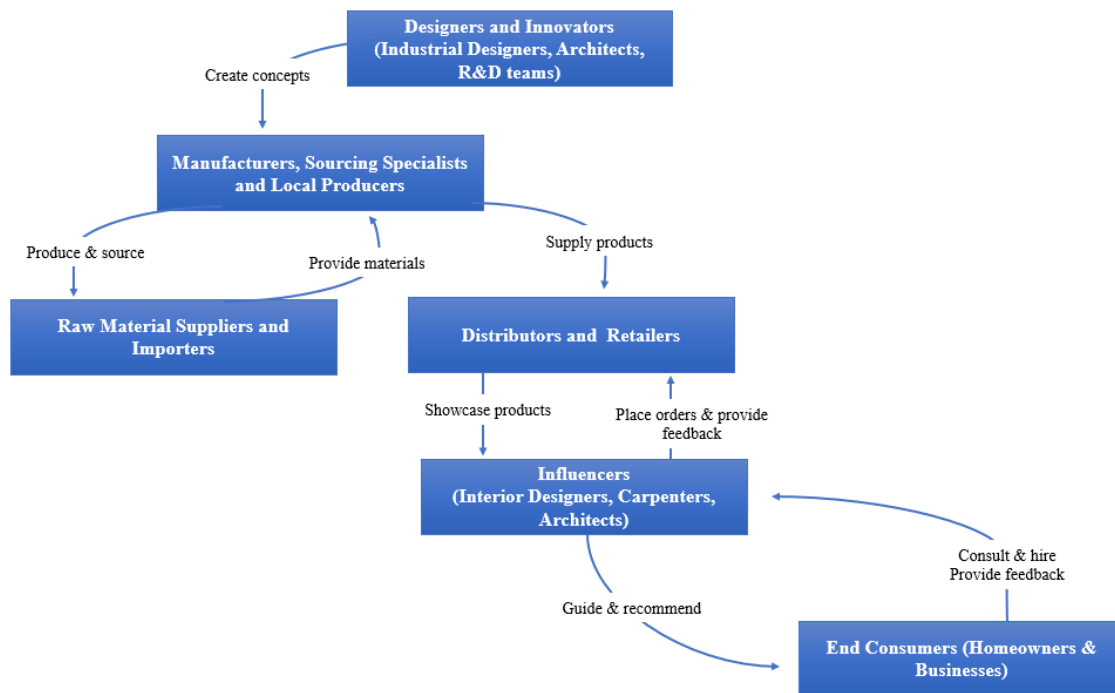 Designers and Innovators
(Industrial Designers, Architects,
R&D teams)
Create concepts
Manufacturers, Sourcing Specialists
and Local Producers
Produce & source
Provide materials
Supply products
Raw Material Suppliers and
Importers
Distributors and Retailers
Showcase products
Place orders & provide
feedback
Influencers
(Interior Designers, Carpenters,
Architects)
Consult & hire
Provide feedback
Guide & recommend
End Consumers (Homeowners &
Businesses)